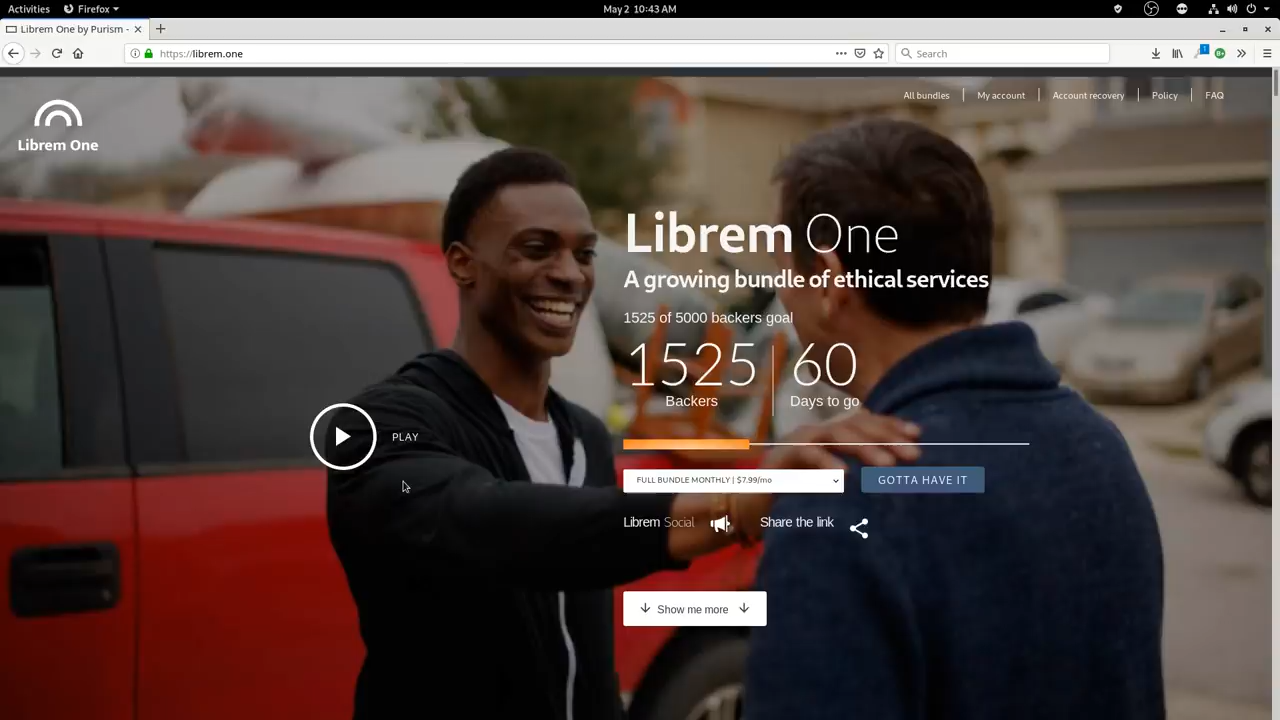 Activities
Firefox
May 2 10:43 AM
Librem One by Purism -
https://librem.one
Search
1
Librem One
All bundles
My account
Account recovery
Policy
FAQ
Librem One
A growing bundle of ethical services
1525 of 5000 backers goal
1525
60
Backers
Days to go
PLAY
FULL BUNDLE MONTHLY | $7.99/mo
GOTTA HAVE IT
Librem Social
Share the link
Show me more